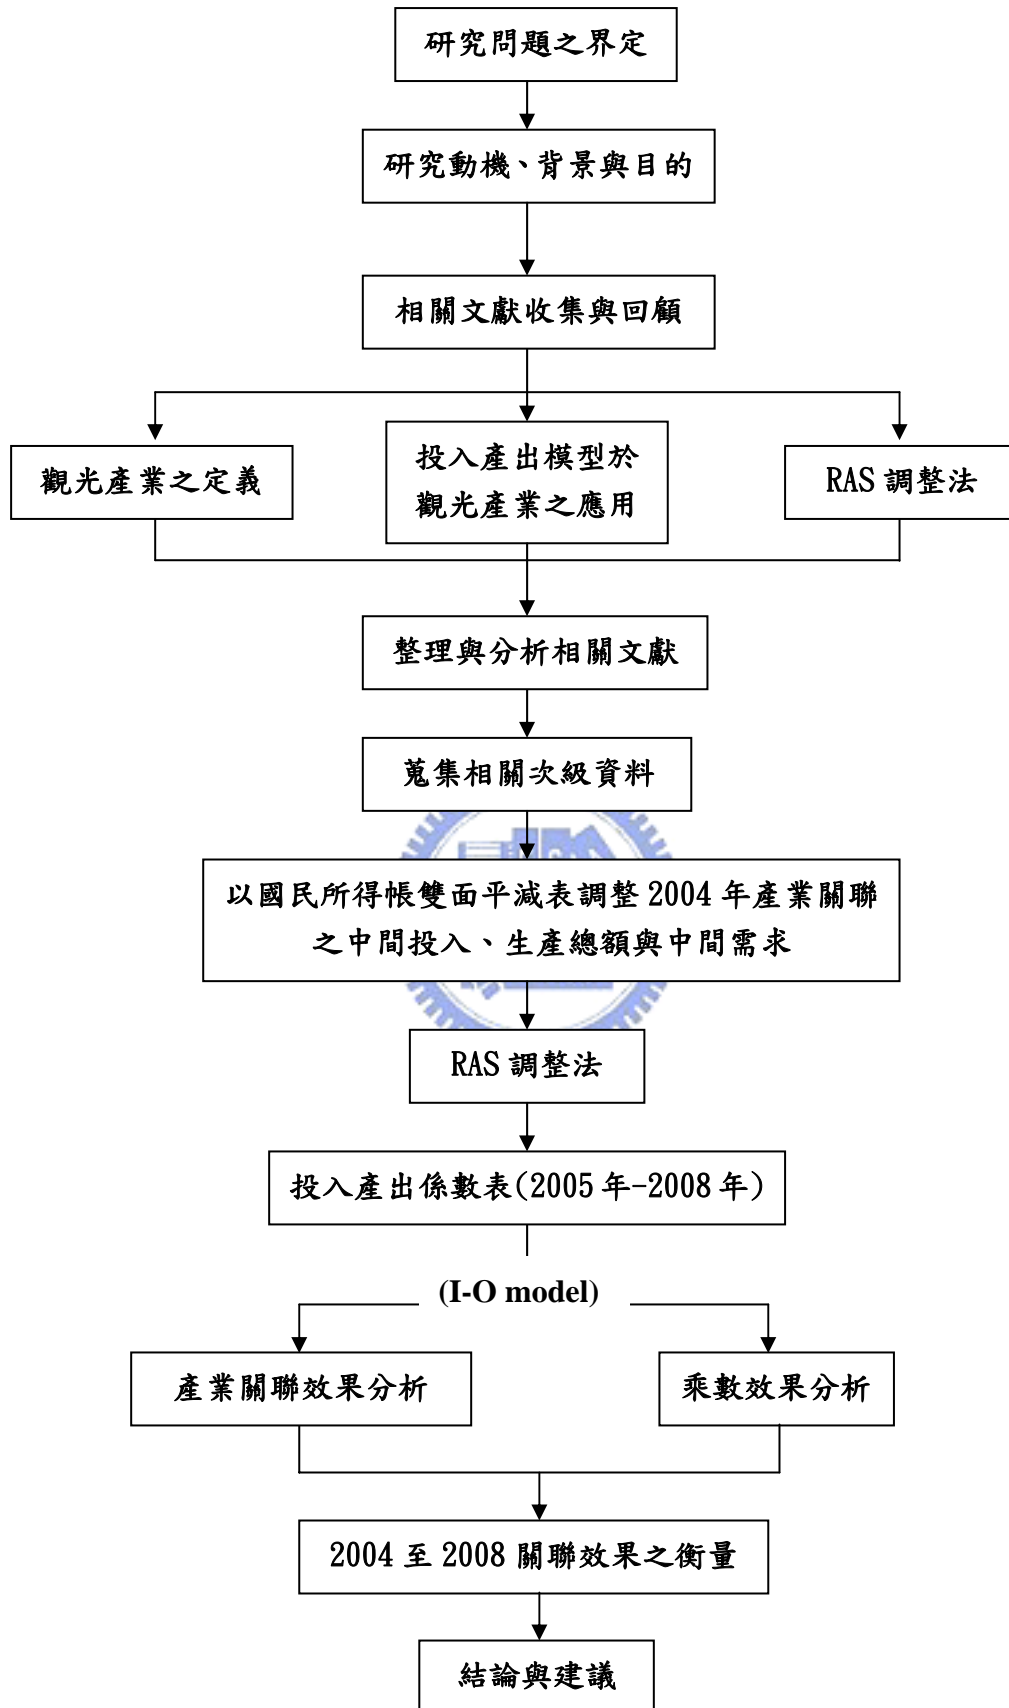 研究問題之界定
研究動機、背景與目的
相關文獻收集與回顧
觀光產業之定義
投入產出模型於
觀光產業之應用
RAS 調整法
整理與分析相關文獻
蒐集相關次級資料
以國民所得帳雙面平減表調整 2004 年產業關聯
之中間投入、生產總額與中間需求
RAS 調整法
投入產出係數表(2005 年-2008 年)
(I-O model)
產業關聯效果分析
乘數效果分析
2004 至 2008 關聯效果之衡量
結論與建議